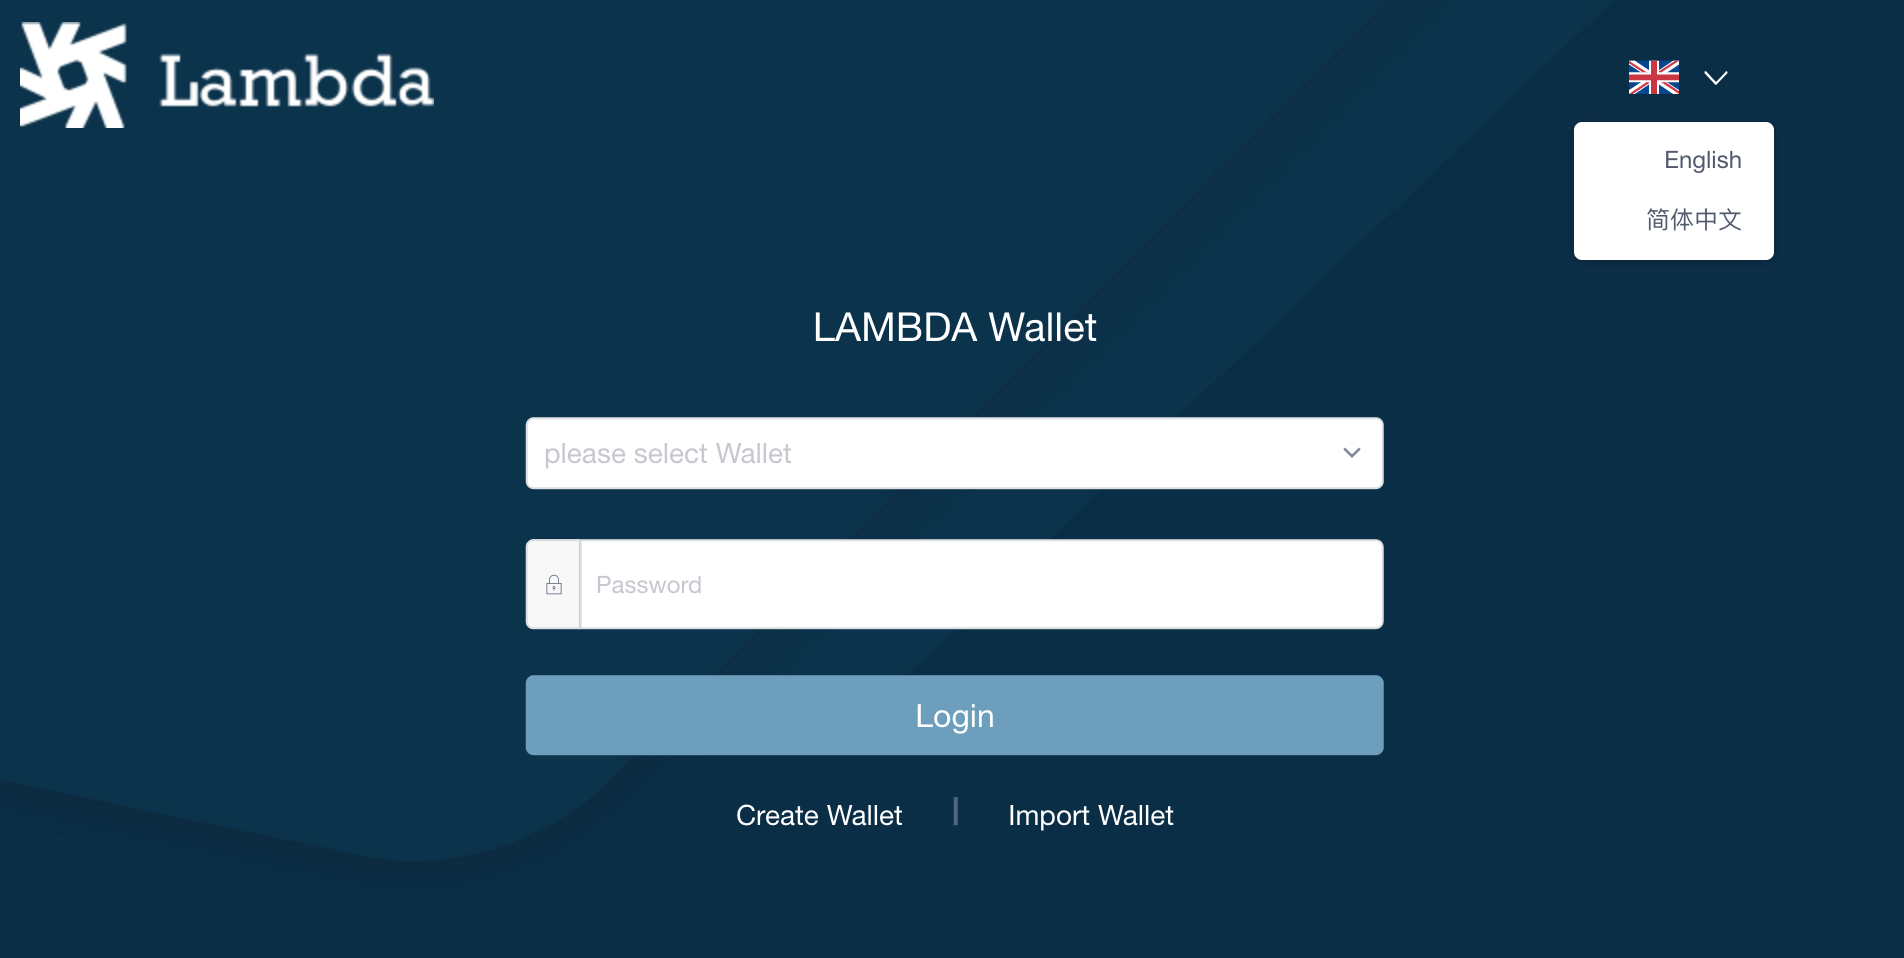 Lambda
English
简体中文
LAMBDA Wallet
please select Wallet
Password
Login
Create Wallet | Import Wallet